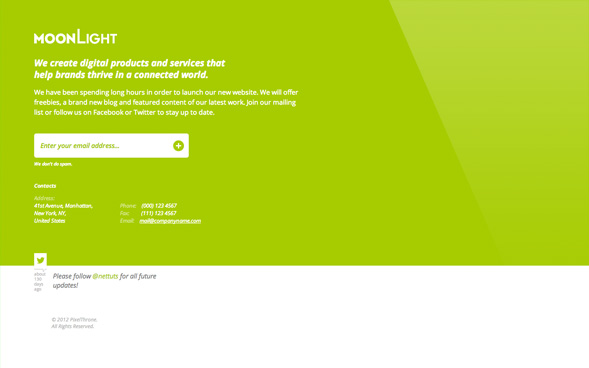 MOONLIGHT
We create digital products and services that
help brands thrive in a connected world.
We have been spending long hours in order to launch our new website. We will offer
freebies, a brand new blog and featured content of our latest work. Join our mailing
list or follow us on Facebook or Twitter to stay up to date.
Enter your email address...
We don't do spam.
Contacts
Address:
41st Avenue, Manhattan,
New York, NY,
United States
Phone: (000) 123 4567
Fax: (111) 123 4567
Email: mail@companyname.com
about
130
days
ago
Please follow @nettuts for all future
updates!
© 2012 PixelThrone.
All Rights Reserved.